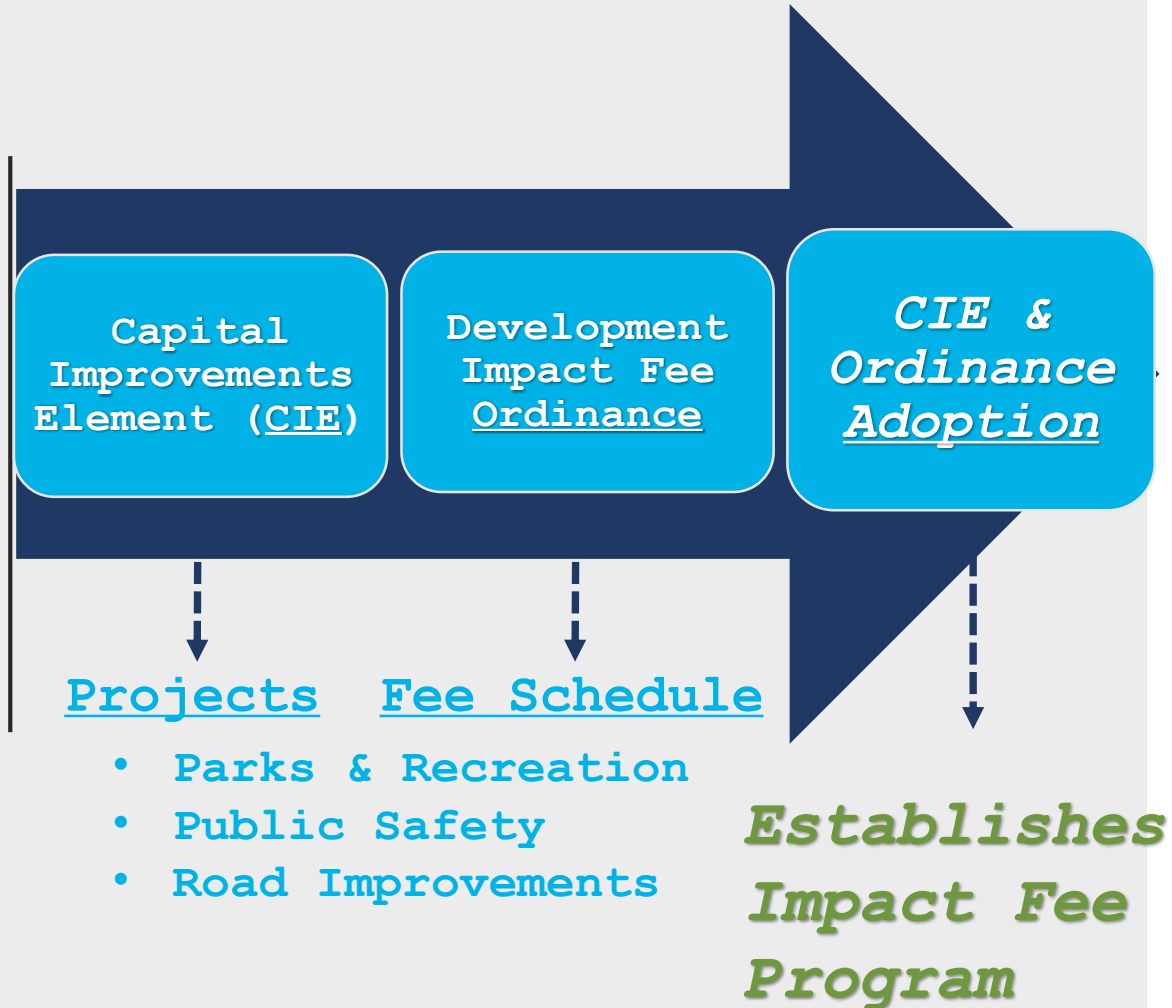 Capital
Improvements
Element (CIE)
Development
Impact Fee
Ordinance
CIE &
Ordinance
Adoption
Projects
Fee Schedule
• Parks & Recreation
• Public Safety
• Road Improvements
Establishes
Impact Fee
Program